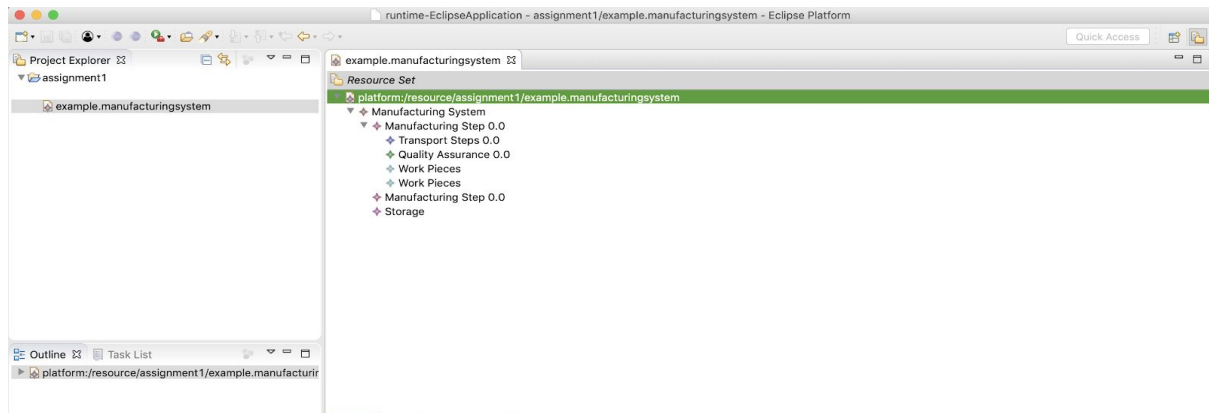 runtime-EclipseApplication - assignment1/example.manufacturingsystem - Eclipse Platform
Quick Access
Project Explorer
assignment1
example.manufacturingsystem
example.manufacturingsystem
Resource Set
platform:/resource/assignment1/example.manufacturingsystem
Manufacturing System
Manufacturing Step 0.0
Transport Steps 0.0
Quality Assurance 0.0
Work Pieces
Work Pieces
Manufacturing Step 0.0
Storage
Outline
Task List
platform:/resource/assignment1/example.manufacturir